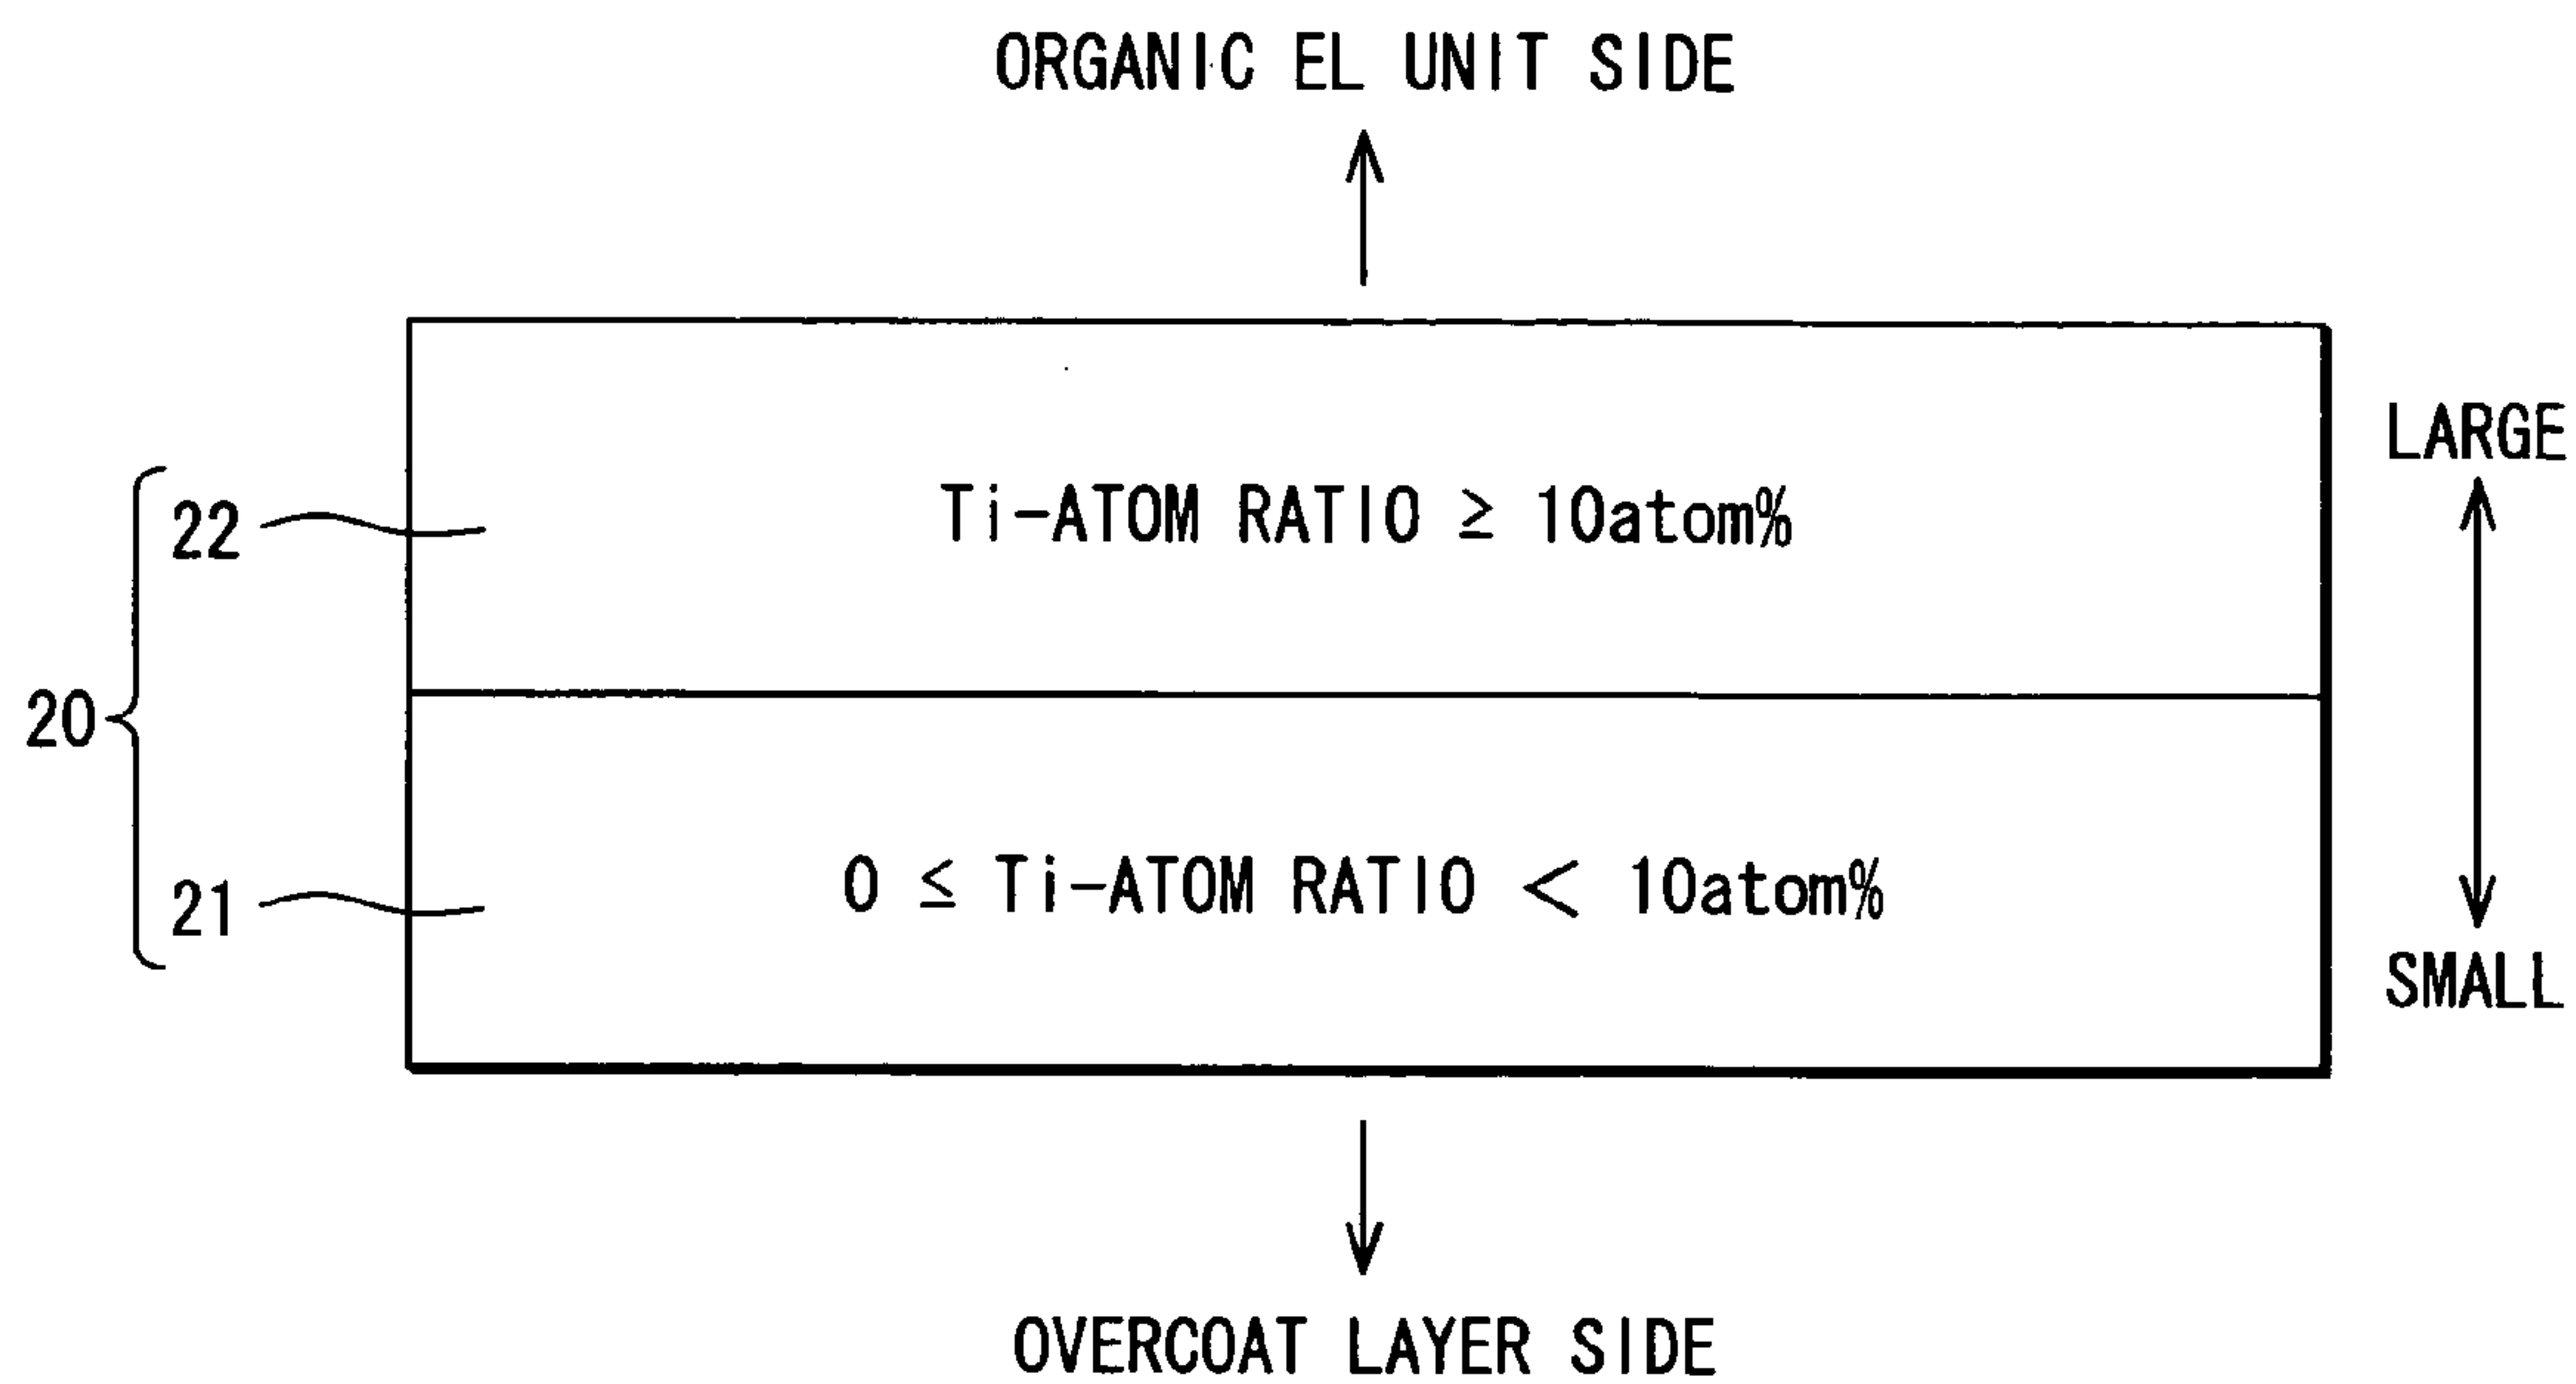 ORGANIC EL UNIT SIDE
LARGE
22
Ti-ATOM RATIO ≥ 10atom%
20
21
0 ≤ Ti-ATOM RATIO < 10atom%
SMALL
OVERCOAT LAYER SIDE